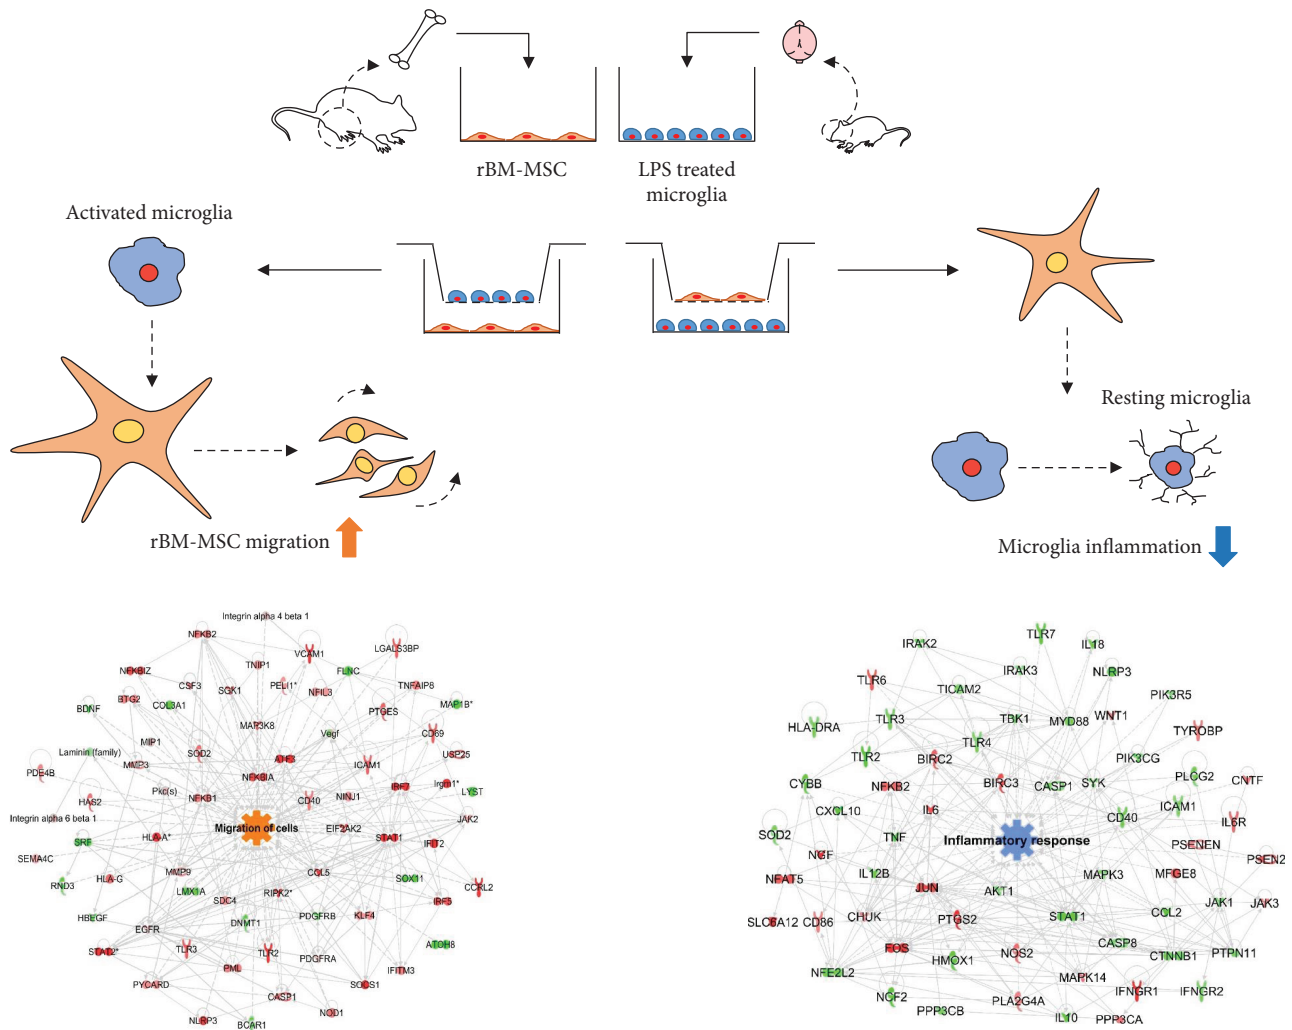 rBM-MSC
LPS treated
microglia
Activated microglia
Resting microglia
rBM-MSC migration
Microglia inflammation
Integrin alpha 4 beta 1
NFKB2
VCAM1
LGALS3BP
NFKBIZ
TNIP1
FLNC
CSF3
SGK1
PELI1*
NFIL3
TNFAIP8
BTG2
COL3A1
MAP1B*
BDNF
PTGES
MAP3K8
Vegf
CD69
MIP1
Laminin (family)
SOD2
ATF3
USP25
MMP3
ICAM1
PDE4B
NFKBIA
Irgm1*
IRF7
Pkc(s)
LYST
HAS2
NFKB1
CD40
NINJ1
Integrin alpha 6 beta 1
JAK2
Migration of cells
EIF2AK2
HLA-A*
STAT1
SRF
IFIT2
SEMA4C
MMP9
CCL5
RND3
HLA-G
SOX11
LMX1A
RIPK2*
CCRL2
SDC4
IRF5
HBEGF
DNMT1
PDGFRB
KLF4
EGFR
ATOH8
STAT2*
TLR3
TLR2
PDGFRA
PML
IFITM3
PYCARD
SOCS1
CASP1
NOD1
NLRP3
BCAR1
TLR7
IRAK2
IL18
IRAK3
NLRP3
TLR6
TICAM2
PIK3R5
WNT1
TLR3
TBK1
MYD88
HLA-DRA
TYROBP
TLR4
TLR2
BIRC2
PIK3CG
PLCG2
CYBB
NFKB2
BIRC3
CASP1
SYK
CNTF
CXCL10
IL6
ICAM1
CD40
IL6R
SOD2
TNF
Inflammatory response
PSENEN
NGF
PSEN2
NFAT5
IL12B
MAPK3
MFGE8
JUN
AKT1
JAK1
JAK3
SLC6A12
CD86
CHUK
PTGS2
STAT1
CCL2
FOS
CASP8
HMOX1
NOS2
CTNNB1
PTPN11
NFE2L2
MAPK14
NCF2
PLA2G4A
IFNGR1
IFNGR2
PPP3CB
IL10
PPP3CA